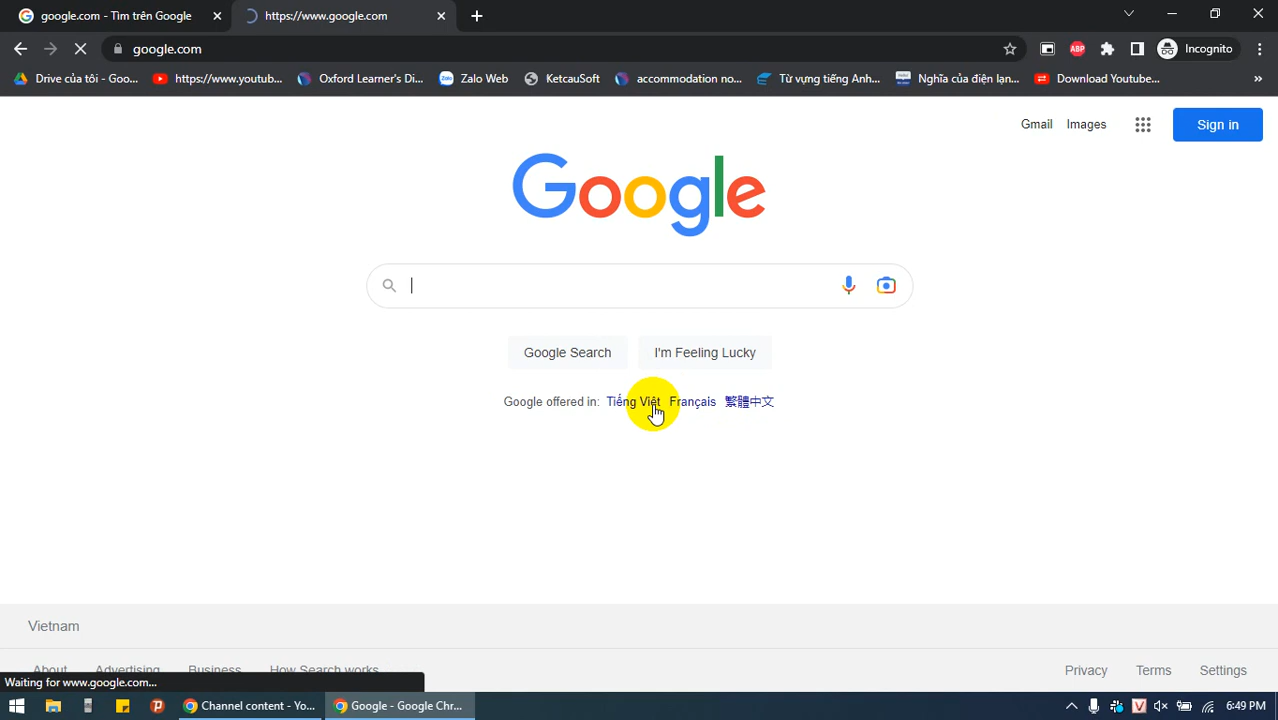 google.com - Tìm trên Google
https://www.google.com
google.com
Incognito
Drive của tôi - Goo...
https://www.youtub...
Oxford Learner's Di...
Zalo Web
KetcauSoft
accommodation no...
Từ vựng tiếng Anh...
Nghĩa của điện lạn...
Download Youtube...
Gmail Images Sign in
Google
Google Search
I'm Feeling Lucky
Google offered in: Tiếng Việt Français 繁體中文
Vietnam
About Advertising Business How Search works
Privacy Terms Settings
Waiting for www.google.com...
Channel content - Yo...
Google - Google Chr...
6:49 PM